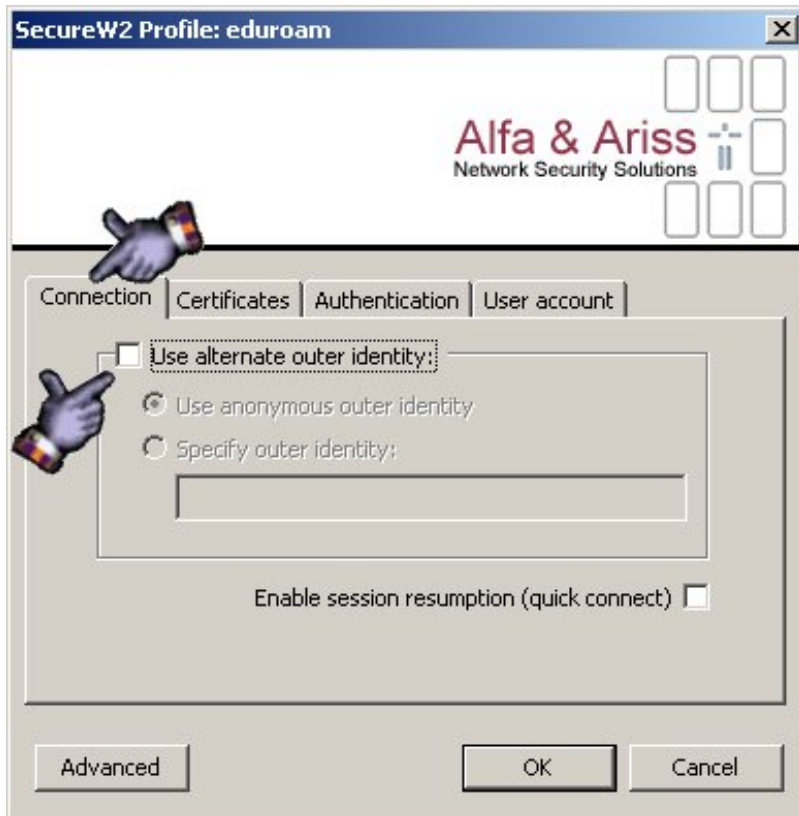 SecureW2 Profile: eduroam
Alfa & Ariss
Network Security Solutions
Connection Certificates Authentication User account
Use alternate outer identity:
Use anonymous outer identity
Specify outer identity:
Enable session resumption (quick connect)
Advanced OK Cancel